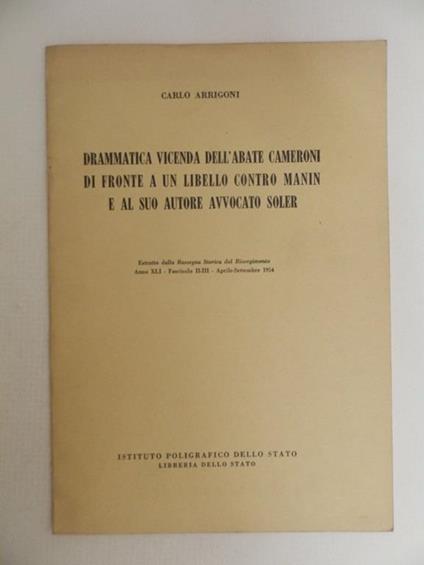 CARLO ARRIGONI
DRAMMATICA VICENDA DELL'ABATE CAMERONI
DI FRONTE A UN LIBELLO CONTRO MANIN
E AL SUO AUTORE AVVOCATO SOLER
Estratto dalla Rassegna Storica del Risorgimento
Anno XLI - Fascicolo II-III - Aprile-Settembre 1954
ISTITUTO POLIGRAFICO DELLO STATO
LIBRERIA DELLO STATO